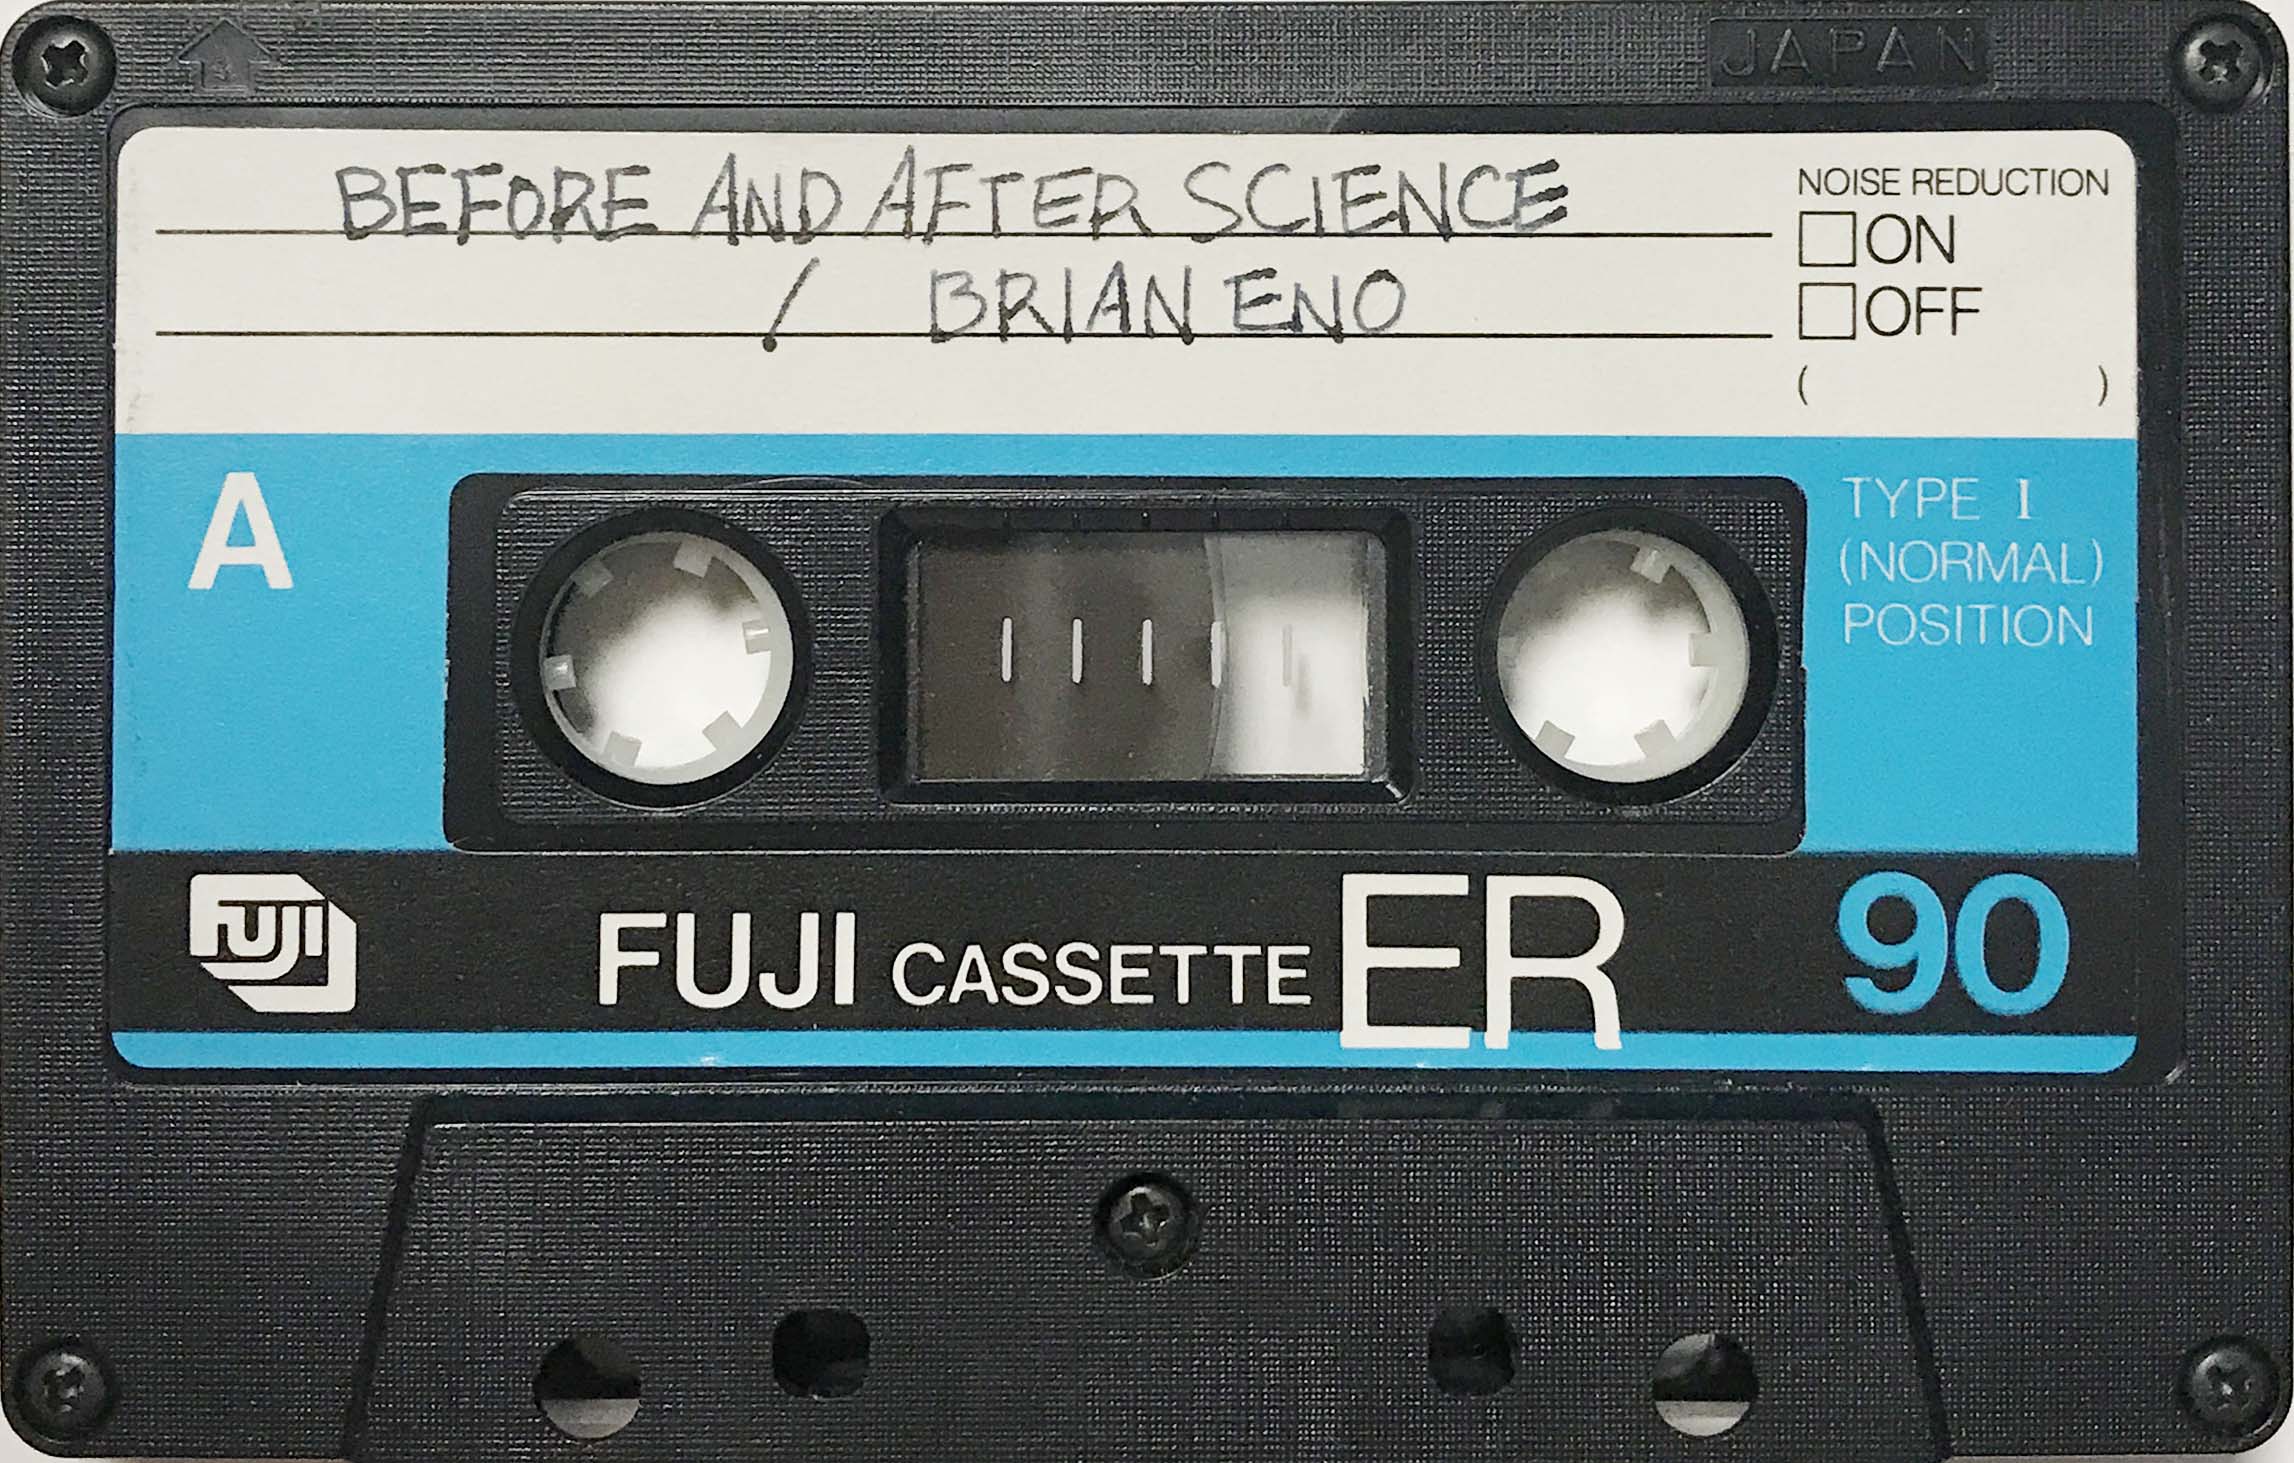 JAPAN
BEFORE AND AFTER SCIENCE
/ BRIAN ENO
NOISE REDUCTION
ON
OFF
( )
A
TYPE I
(NORMAL)
POSITION
FUJI
FUJI CASSETTE ER 90